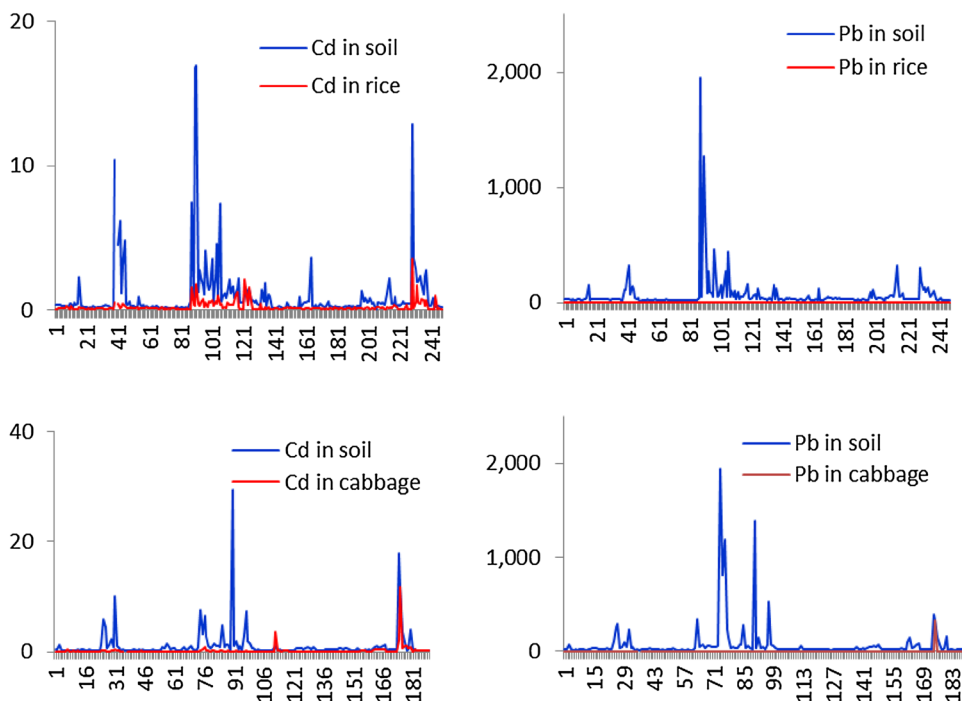 20
10
0
Cd in soil
Cd in rice
1 21 41 61 81 101 121 141 161 181 201 221 241
2,000
1,000
0
Pb in soil
Pb in rice
1 21 41 61 81 101 121 141 161 181 201 221 241
40
20
0
Cd in soil
Cd in cabbage
1 16 31 46 61 76 91 106 121 136 151 166 181
2,000
1,000
0
Pb in soil
Pb in cabbage
1 15 29 43 57 71 85 99 113 127 141 155 169 183